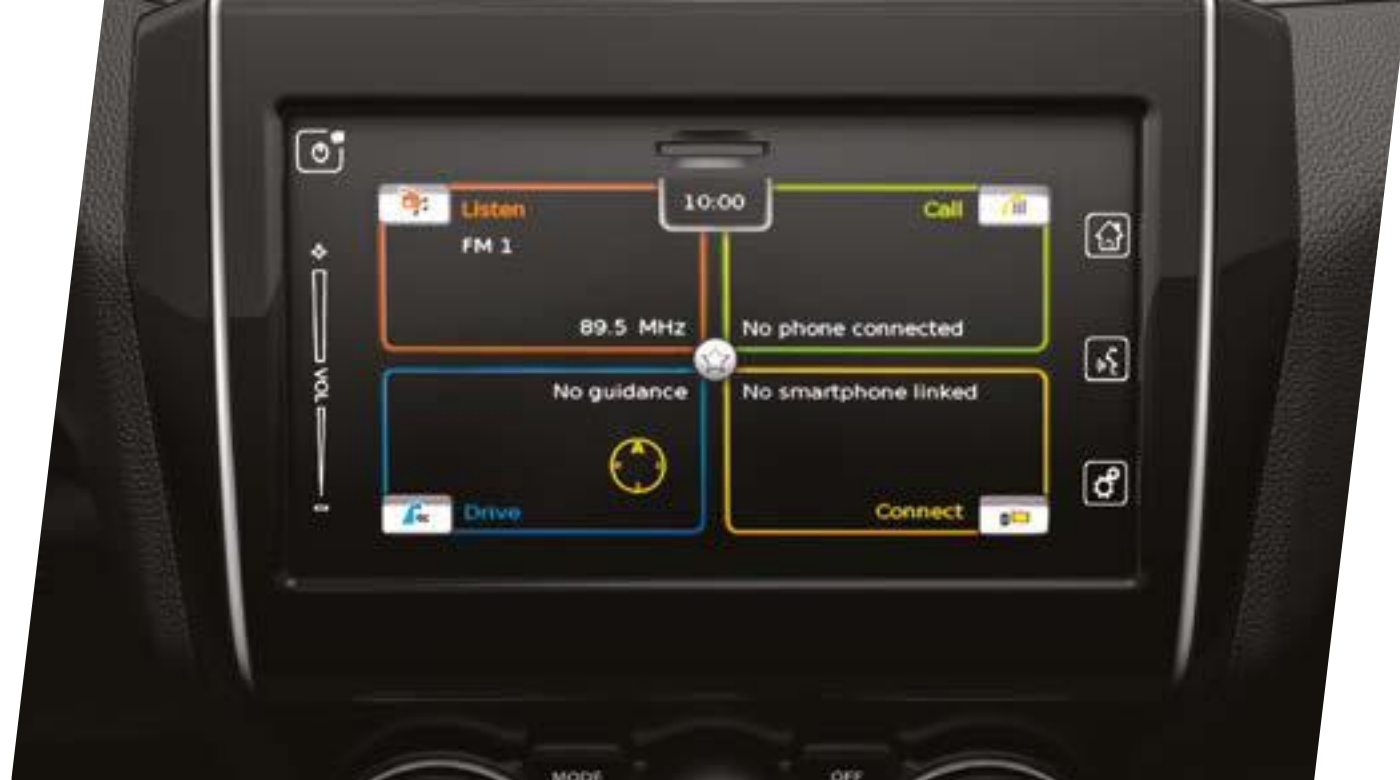 10:00
Listen
Call
FM 1
89.5 MHz
No phone connected
VOL
No guidance
No smartphone linked
Drive
Connect
MODE
OFF